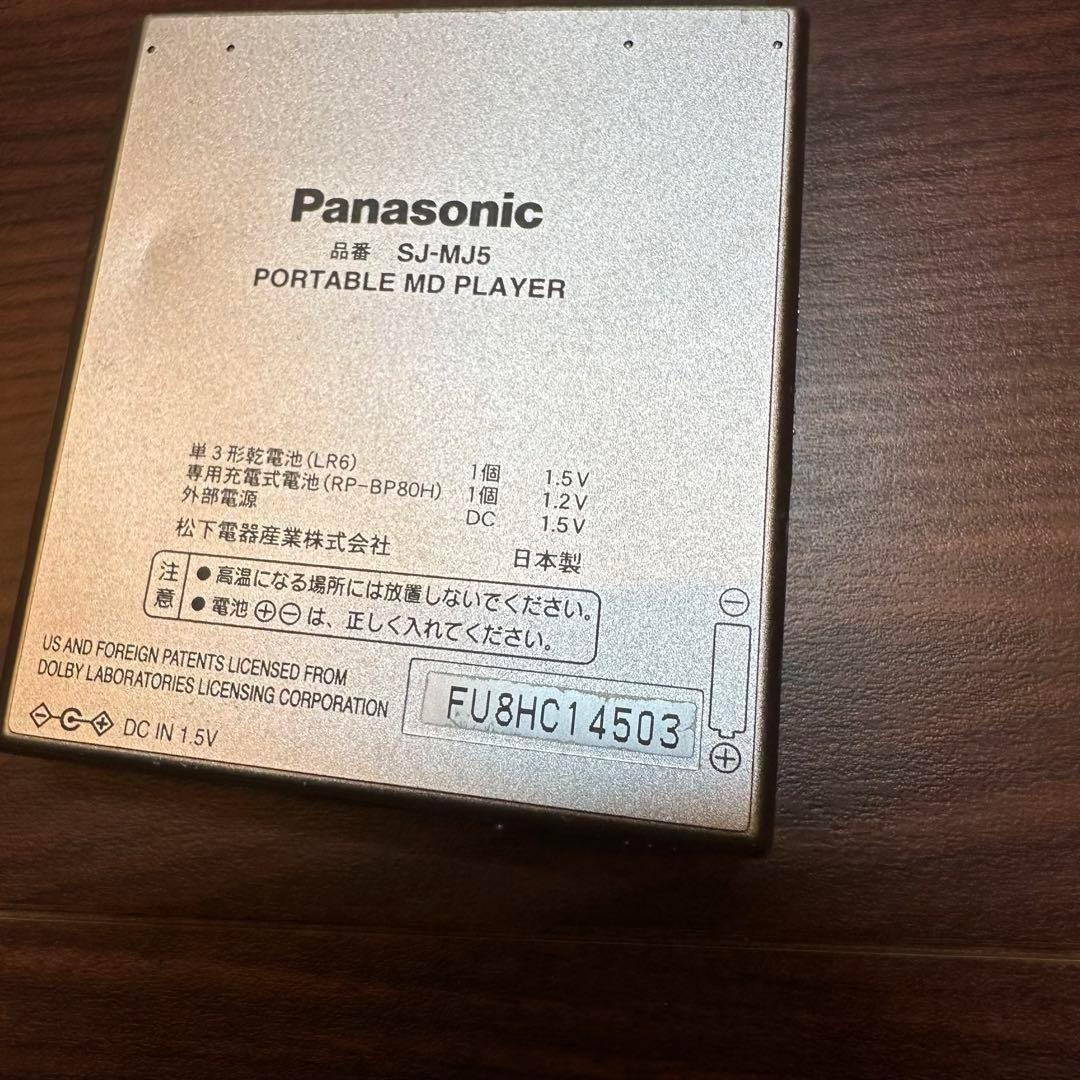 Panasonic
品番 SJ-MJ5
PORTABLE MD PLAYER
単3形乾電池(LR6) 1個 1.5V
専用充電式電池(RP-BP80H) 1個 1.2V
外部電源 DC 1.5V
松下電器産業株式会社 日本製
注意
●高温になる場所には放置しないでください。
●電池⊕⊖は、正しく入れてください。
US AND FOREIGN PATENTS LICENSED FROM
DOLBY LABORATORIES LICENSING CORPORATION
FU8HC14503
DC IN 1.5V